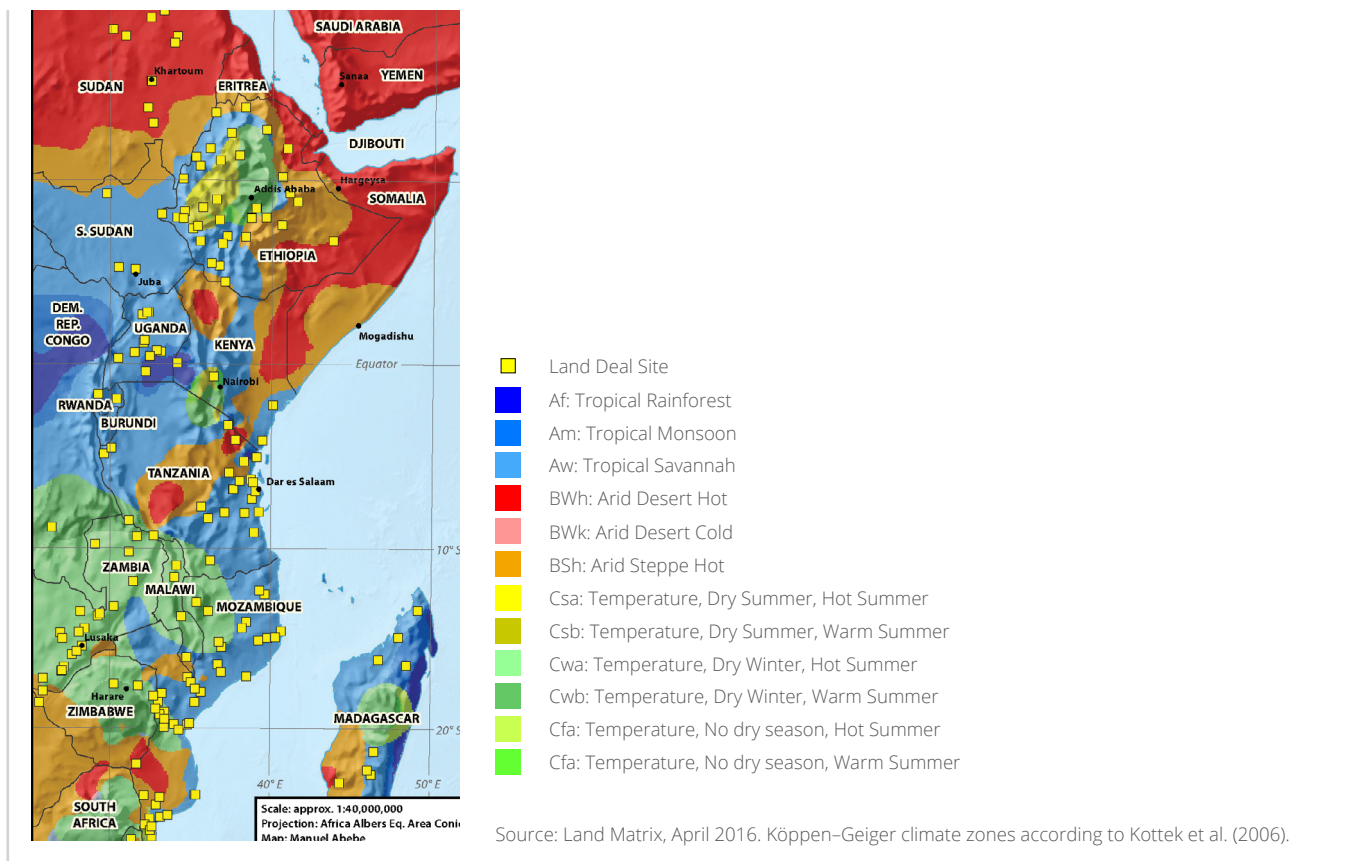 SAUDI ARABIA
Khartoum
Sanaa
YEMEN
SUDAN
ERITREA
DJIBOUTI
Hargeysa
Addis Ababa
SOMALIA
S. SUDAN
ETHIOPIA
Juba
DEM.
REP.
CONGO
UGANDA
Mogadishu
KENYA
Equator
Nairobi
RWANDA
BURUNDI
TANZANIA
Dar es Salaam
10° S
ZAMBIA
MALAWI
MOZAMBIQUE
Lusaka
Harare
ZIMBABWE
MADAGASCAR
20° S
40° E
50° E
SOUTH
AFRICA
Scale: approx. 1:40,000,000
Projection: Africa Albers Eq. Area Conic
Map: Manuel Abebe
Land Deal Site
Af: Tropical Rainforest
Am: Tropical Monsoon
Aw: Tropical Savannah
BWh: Arid Desert Hot
BWk: Arid Desert Cold
BSh: Arid Steppe Hot
Csa: Temperature, Dry Summer, Hot Summer
Csb: Temperature, Dry Summer, Warm Summer
Cwa: Temperature, Dry Winter, Hot Summer
Cwb: Temperature, Dry Winter, Warm Summer
Cfa: Temperature, No dry season, Hot Summer
Cfa: Temperature, No dry season, Warm Summer
Source: Land Matrix, April 2016. Köppen–Geiger climate zones according to Kottek et al. (2006).